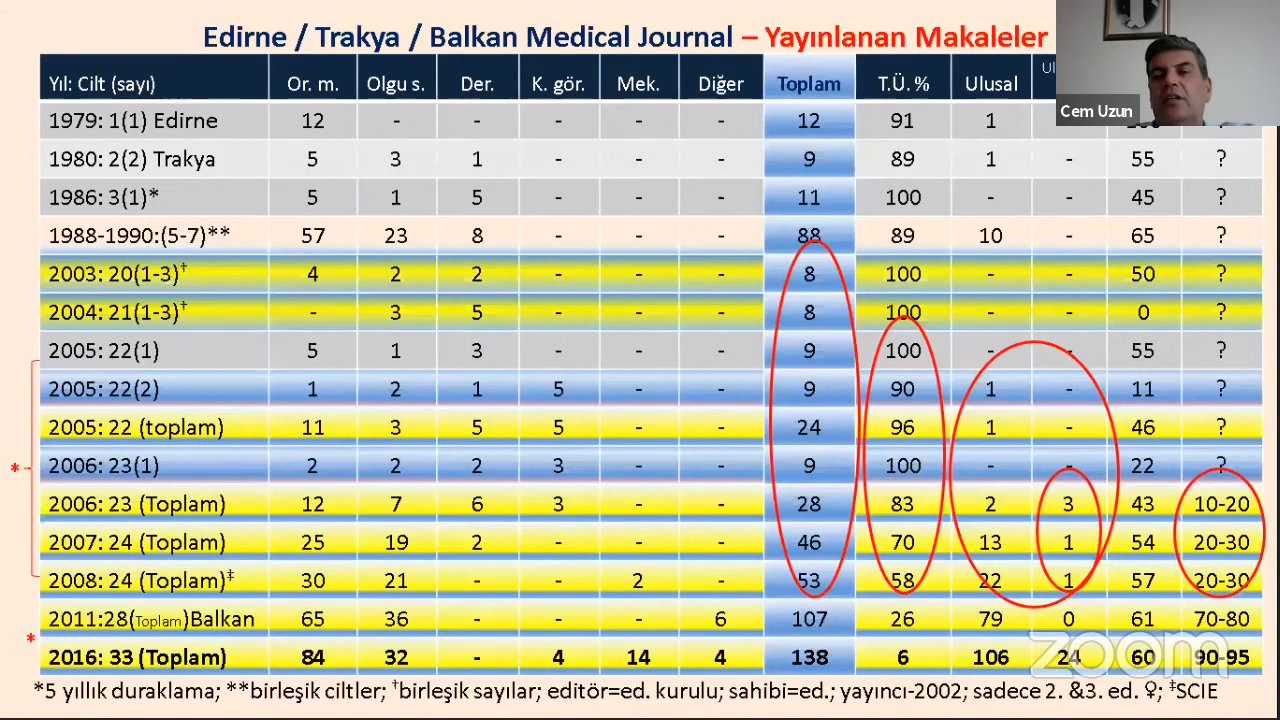 Edirne / Trakya / Balkan Medical Journal – Yayınlanan Makaleler
Yıl: Cilt (sayı) Or. m. Olgu s. Der. K. gör. Mek. Diğer Toplam T.Ü. % Ulusal Ul
Cem Uzun
1979: 1(1) Edirne 12 - - - - - 12 91 1 ?
1980: 2(2) Trakya 5 3 1 - - - 9 89 1 - 55 ?
1986: 3(1)* 5 1 5 - - - 11 100 - - 45 ?
1988-1990:(5-7)** 57 23 8 - - - 88 89 10 - 65 ?
2003: 20(1-3)† 4 2 2 - - - 8 100 - - 50 ?
2004: 21(1-3)† - 3 5 - - - 8 100 - - 0 ?
2005: 22(1) 5 1 3 - - - 9 100 - - 55 ?
2005: 22(2) 1 2 1 5 - - 9 90 1 - 11 ?
2005: 22 (toplam) 11 3 5 5 - - 24 96 1 - 46 ?
* 2006: 23(1) 2 2 2 3 - - 9 100 - - 22 ?
2006: 23 (Toplam) 12 7 6 3 - - 28 83 2 3 43 10-20
2007: 24 (Toplam) 25 19 2 - - - 46 70 13 1 54 20-30
2008: 24 (Toplam)‡ 30 21 - - 2 - 53 58 22 1 57 20-30
* 2011:28(Toplam)Balkan 65 36 - - - 6 107 26 79 0 61 70-80
2016: 33 (Toplam) 84 32 - 4 14 4 138 6 106 24 60 90-95
zoom
*5 yıllık duraklama; **birleşik ciltler; †birleşik sayılar; editör=ed. kurulu; sahibi=ed.; yayıncı-2002; sadece 2. &3. ed. ♀; ‡SCIE